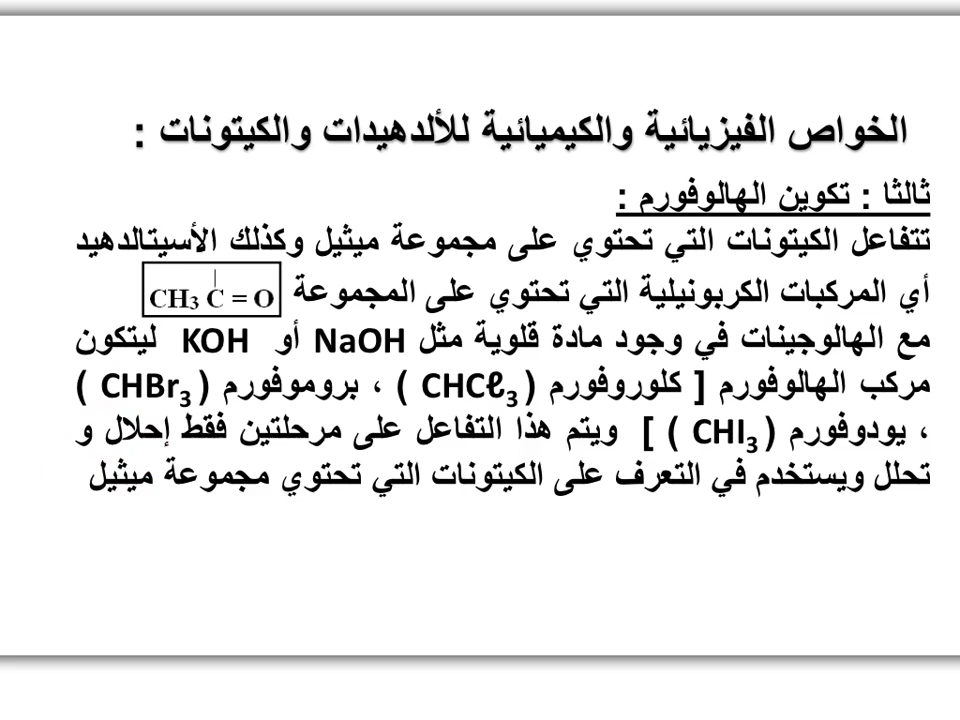 الخواص الفيزيائية والكيميائية للألدهيدات والكيتونات :
ثالثا : تكوين الهالوفورم :
تتفاعل الكيتونات التي تحتوي على مجموعة ميثيل وكذلك الأسيتالدهيد
أي المركبات الكربونيلية التي تحتوي على المجموعة CH₃ C = O
مع الهالوجينات في وجود مادة قلوية مثل NaOH أو KOH ليتكون
مركب الهالوفورم [ كلوروفورم ( CHCℓ₃ ) ، بروموفورم ( CHBr₃ )
، يودوفورم ( CHI₃ ) ] ويتم هذا التفاعل على مرحلتين فقط إحلال و
تحلل ويستخدم في التعرف على الكيتونات التي تحتوي مجموعة ميثيل